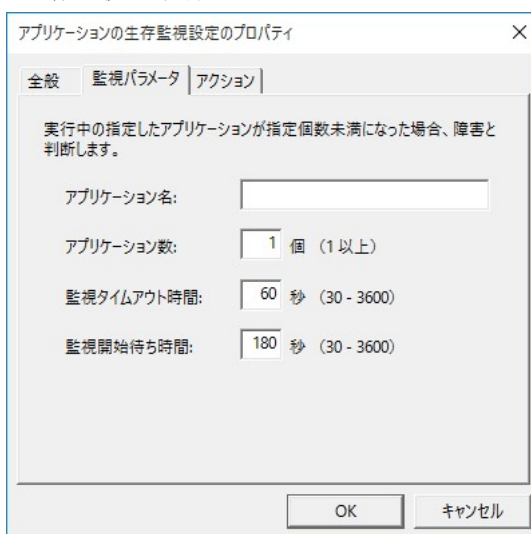 アプリケーションの生存監視設定のプロパティ
全般 監視パラメータ アクション
実行中の指定したアプリケーションが指定個数未満になった場合、障害と
判断します。
アプリケーション名:
アプリケーション数: 1 個 (1以上)
監視タイムアウト時間: 60 秒 (30 - 3600)
監視開始待ち時間: 180 秒 (30 - 3600)
OK キャンセル